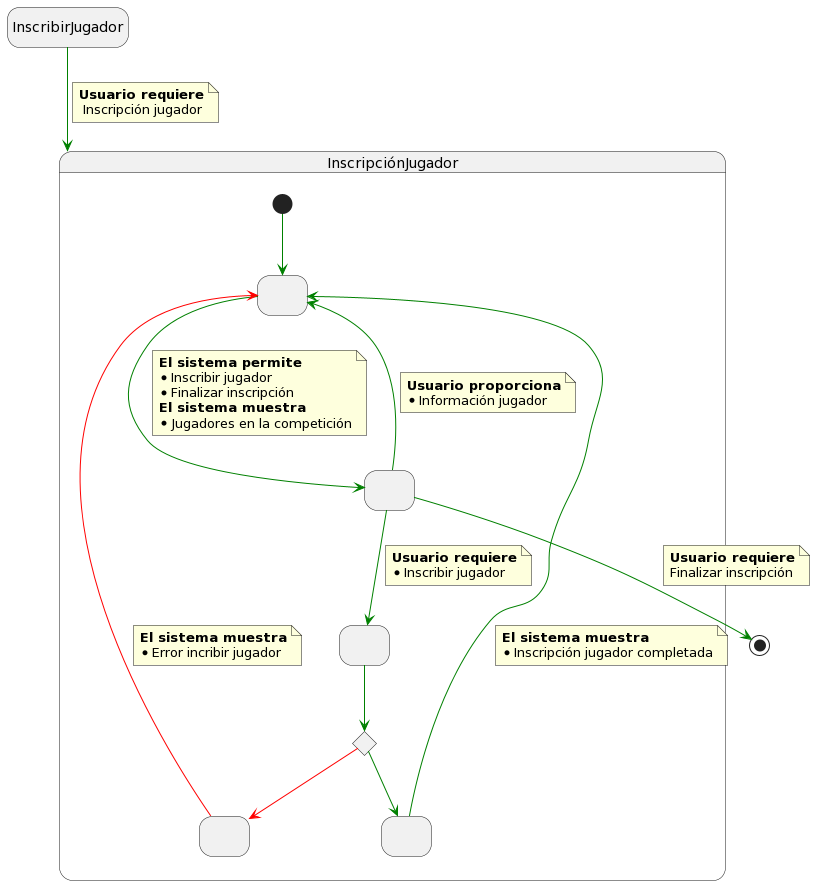 InscribirJugador
Usuario requiere
Inscripción jugador
InscripciónJugador
El sistema permite
• Inscribir jugador
• Finalizar inscripción
El sistema muestra
• Jugadores en la competición
Usuario proporciona
• Información jugador
Usuario requiere
• Inscribir jugador
Usuario requiere
Finalizar inscripción
El sistema muestra
• Error incribir jugador
El sistema muestra
• Inscripción jugador completada